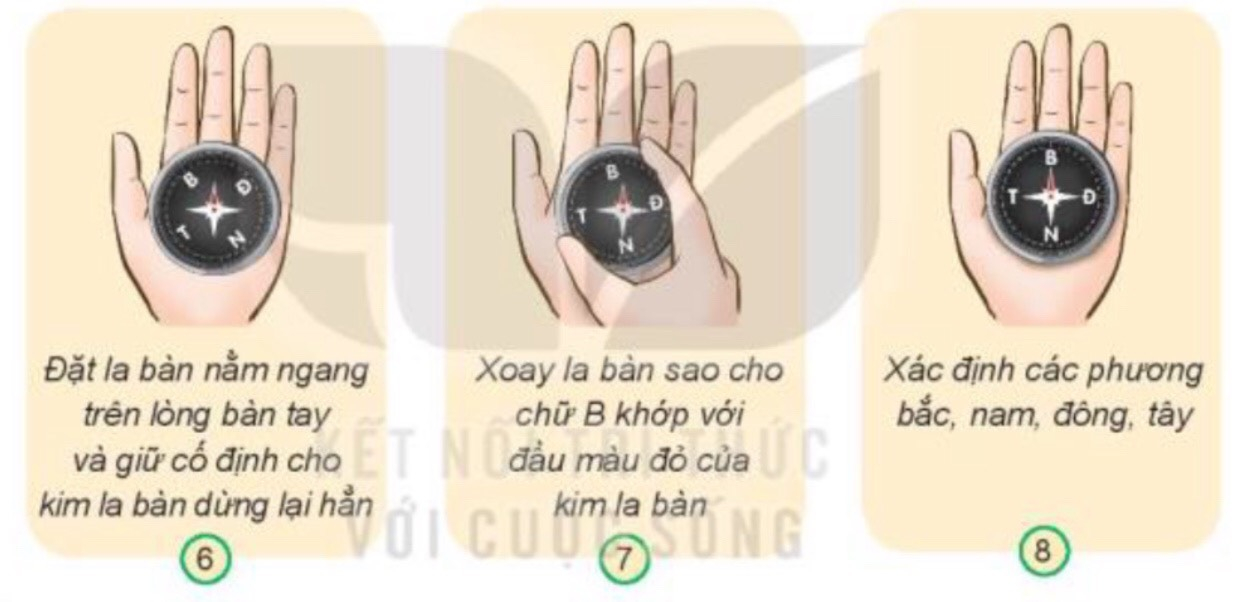 B
Đ
T
N
B
Đ
T
N
B
T
Đ
N
Đặt la bàn nằm ngang
trên lòng bàn tay
và giữ cố định cho
kim la bàn dừng lại hẳn
6
Xoay la bàn sao cho
chữ B khớp với
đầu màu đỏ của
kim la bàn
7
Xác định các phương
bắc, nam, đông, tây
8
KẾT NỐI TRI THỨC
VỚI CUỘC SỐNG